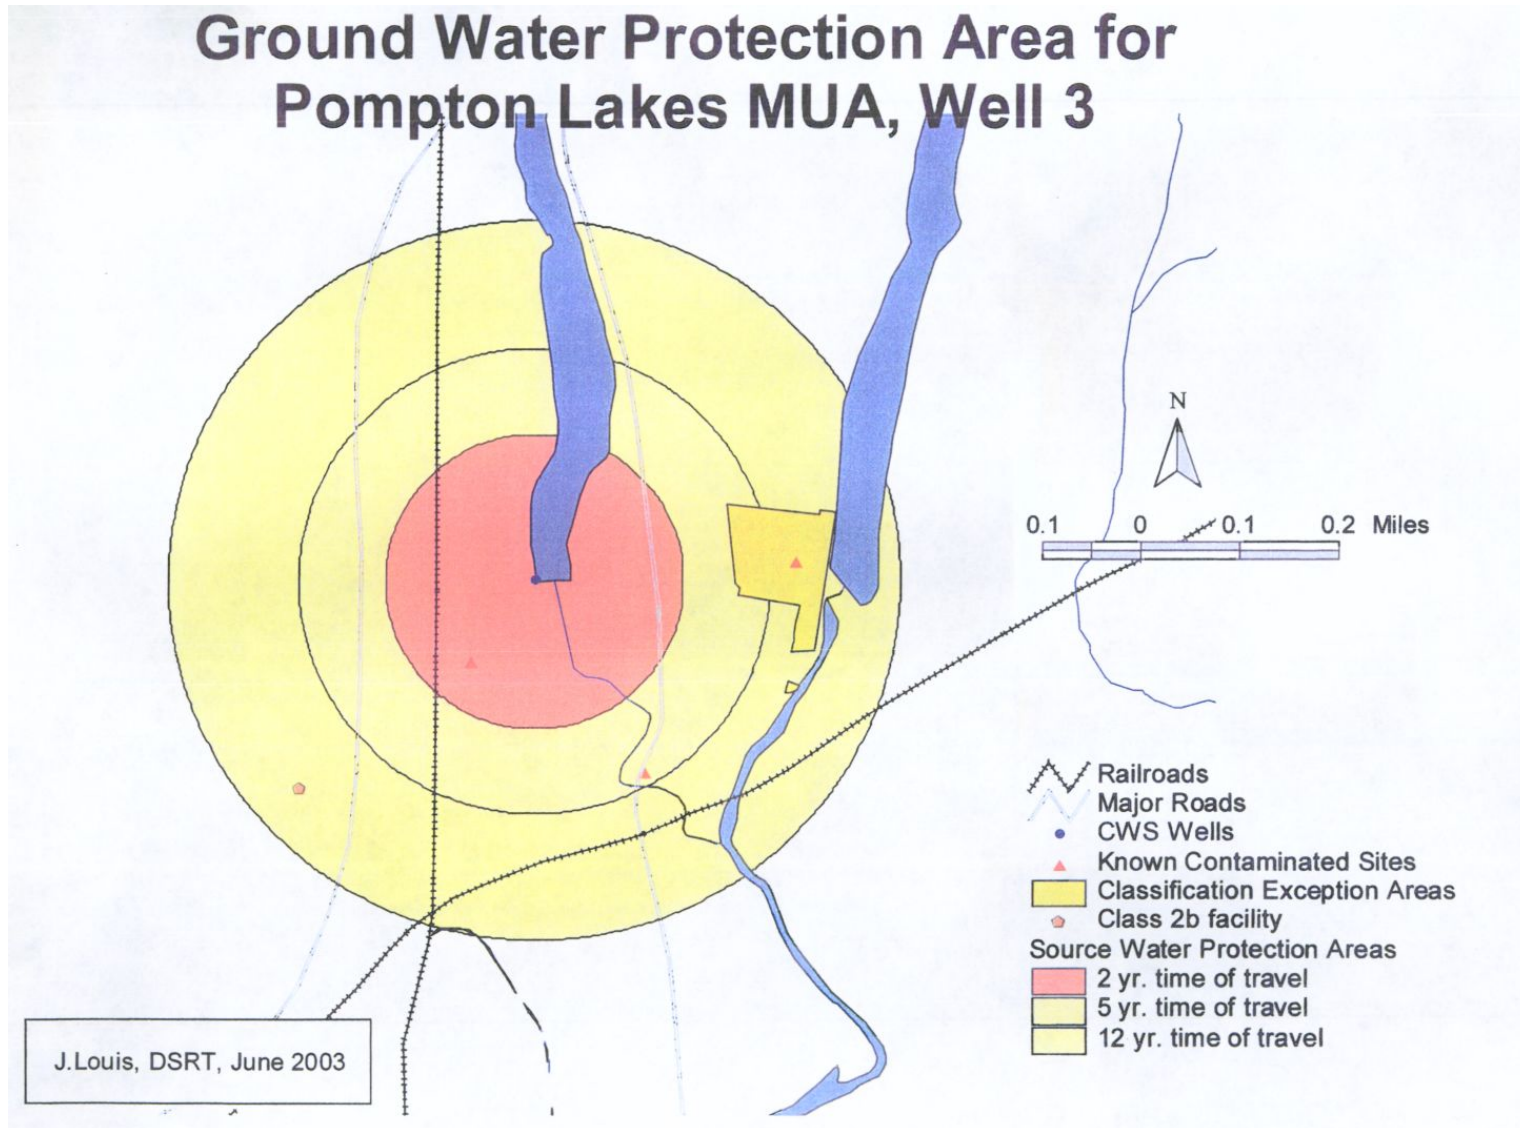 Ground Water Protection Area for
Pompton Lakes MUA, Well 3
N
0.1 0 0.1 0.2 Miles
Railroads
Major Roads
CWS Wells
Known Contaminated Sites
Classification Exception Areas
Class 2b facility
Source Water Protection Areas
2 yr. time of travel
5 yr. time of travel
12 yr. time of travel
J.Louis, DSRT, June 2003